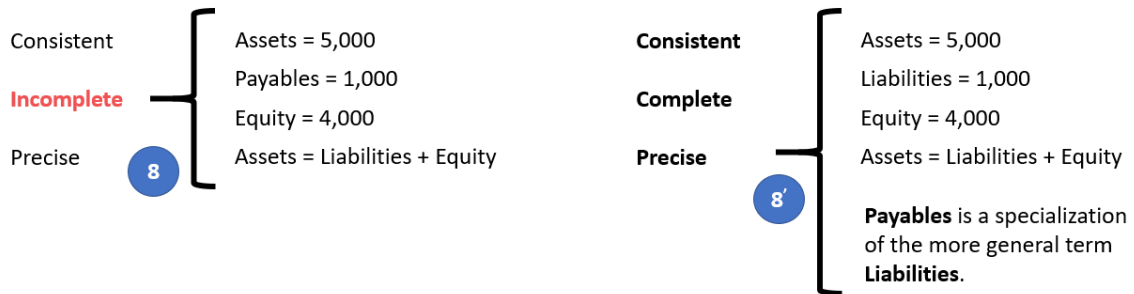 Consistent
Incomplete
Precise
8
Assets = 5,000
Payables = 1,000
Equity = 4,000
Assets = Liabilities + Equity
Consistent
Complete
Precise
8′
Assets = 5,000
Liabilities = 1,000
Equity = 4,000
Assets = Liabilities + Equity
Payables is a specialization
of the more general term
Liabilities.